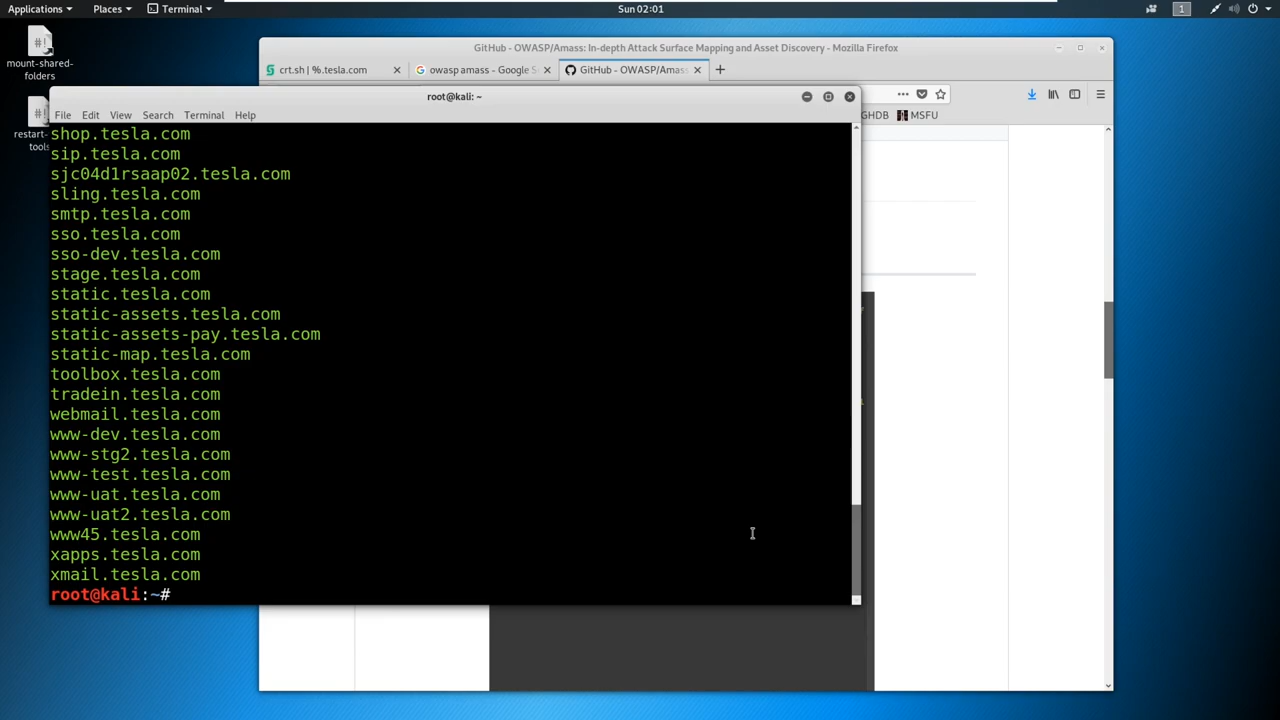 Applications Places Terminal Sun 02:01 1
mount-shared-folders
restart-
tools
GitHub - OWASP/Amass: In-depth Attack Surface Mapping and Asset Discovery - Mozilla Firefox
crt.sh | %.tesla.com owasp amass - Google S GitHub - OWASP/Amass
GHDB MSFU
root@kali: ~
File Edit View Search Terminal Help
shop.tesla.com
sip.tesla.com
sjc04d1rsaap02.tesla.com
sling.tesla.com
smtp.tesla.com
sso.tesla.com
sso-dev.tesla.com
stage.tesla.com
static.tesla.com
static-assets.tesla.com
static-assets-pay.tesla.com
static-map.tesla.com
toolbox.tesla.com
tradein.tesla.com
webmail.tesla.com
www-dev.tesla.com
www-stg2.tesla.com
www-test.tesla.com
www-uat.tesla.com
www-uat2.tesla.com
www45.tesla.com
xapps.tesla.com
xmail.tesla.com
root@kali:~#